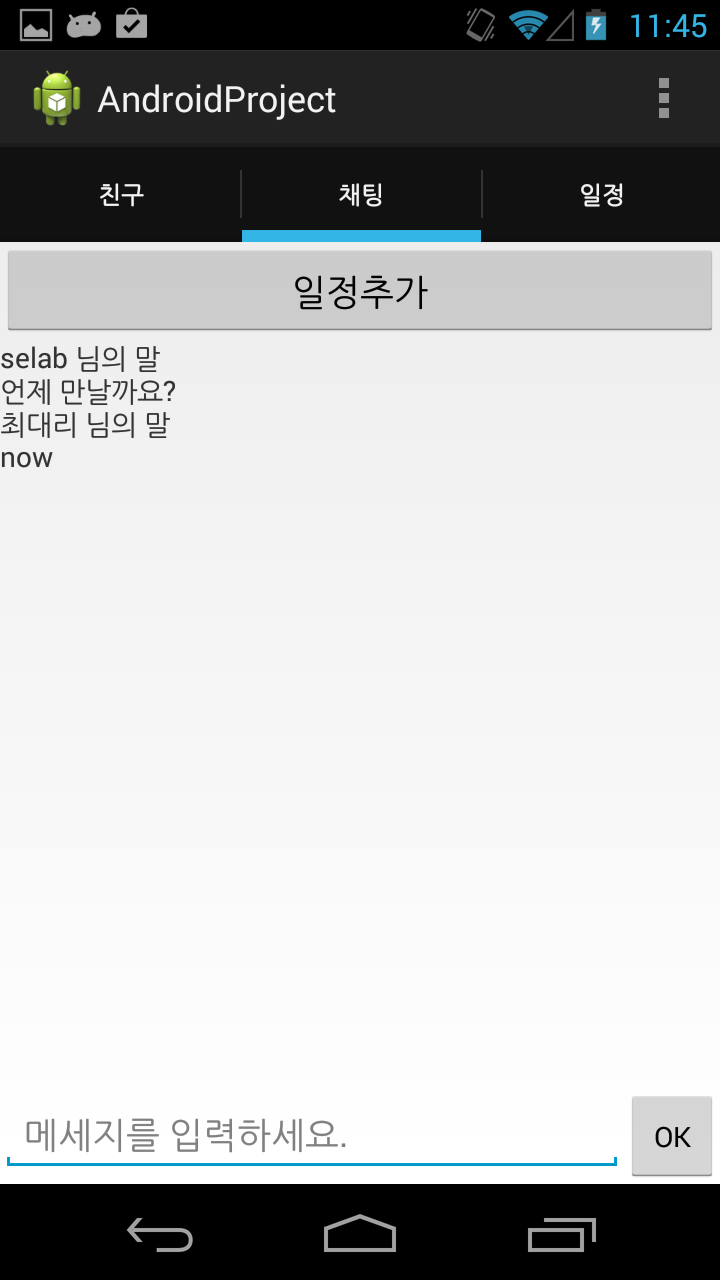 11:45
AndroidProject
친구 채팅 일정
일정추가
selab 님의 말
언제 만날까요?
최대리 님의 말
now
메세지를 입력하세요.
OK